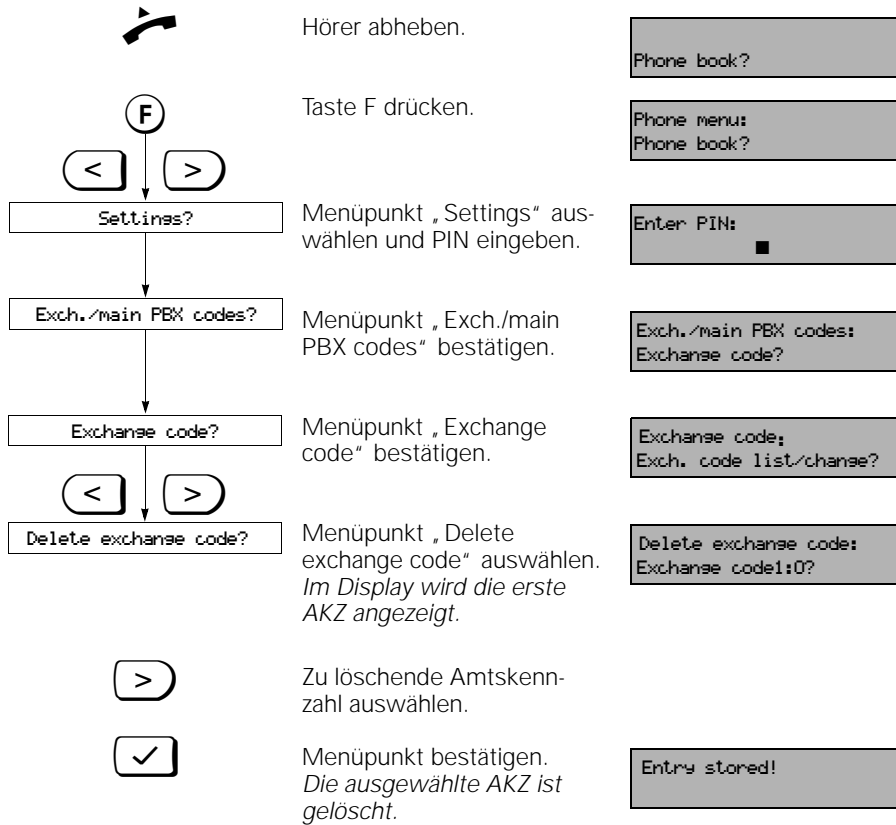 Hörer abheben.
Phone book?
F
Taste F drücken.
Phone menu:
Phone book?
< >
Settings?
Menüpunkt „Settings“ aus-
wählen und PIN eingeben.
Enter PIN:
Exch./main PBX codes?
Menüpunkt „Exch./main
PBX codes“ bestätigen.
Exch./main PBX codes:
Exchange code?
Exchange code?
Menüpunkt „Exchange
code“ bestätigen.
Exchange code:
Exch. code list/change?
< >
Delete exchange code?
Menüpunkt „Delete
exchange code“ auswählen.
Im Display wird die erste
AKZ angezeigt.
Delete exchange code:
Exchange code1:0?
>
Zu löschende Amtskenn-
zahl auswählen.
Menüpunkt bestätigen.
Die ausgewählte AKZ ist
gelöscht.
Entry stored!